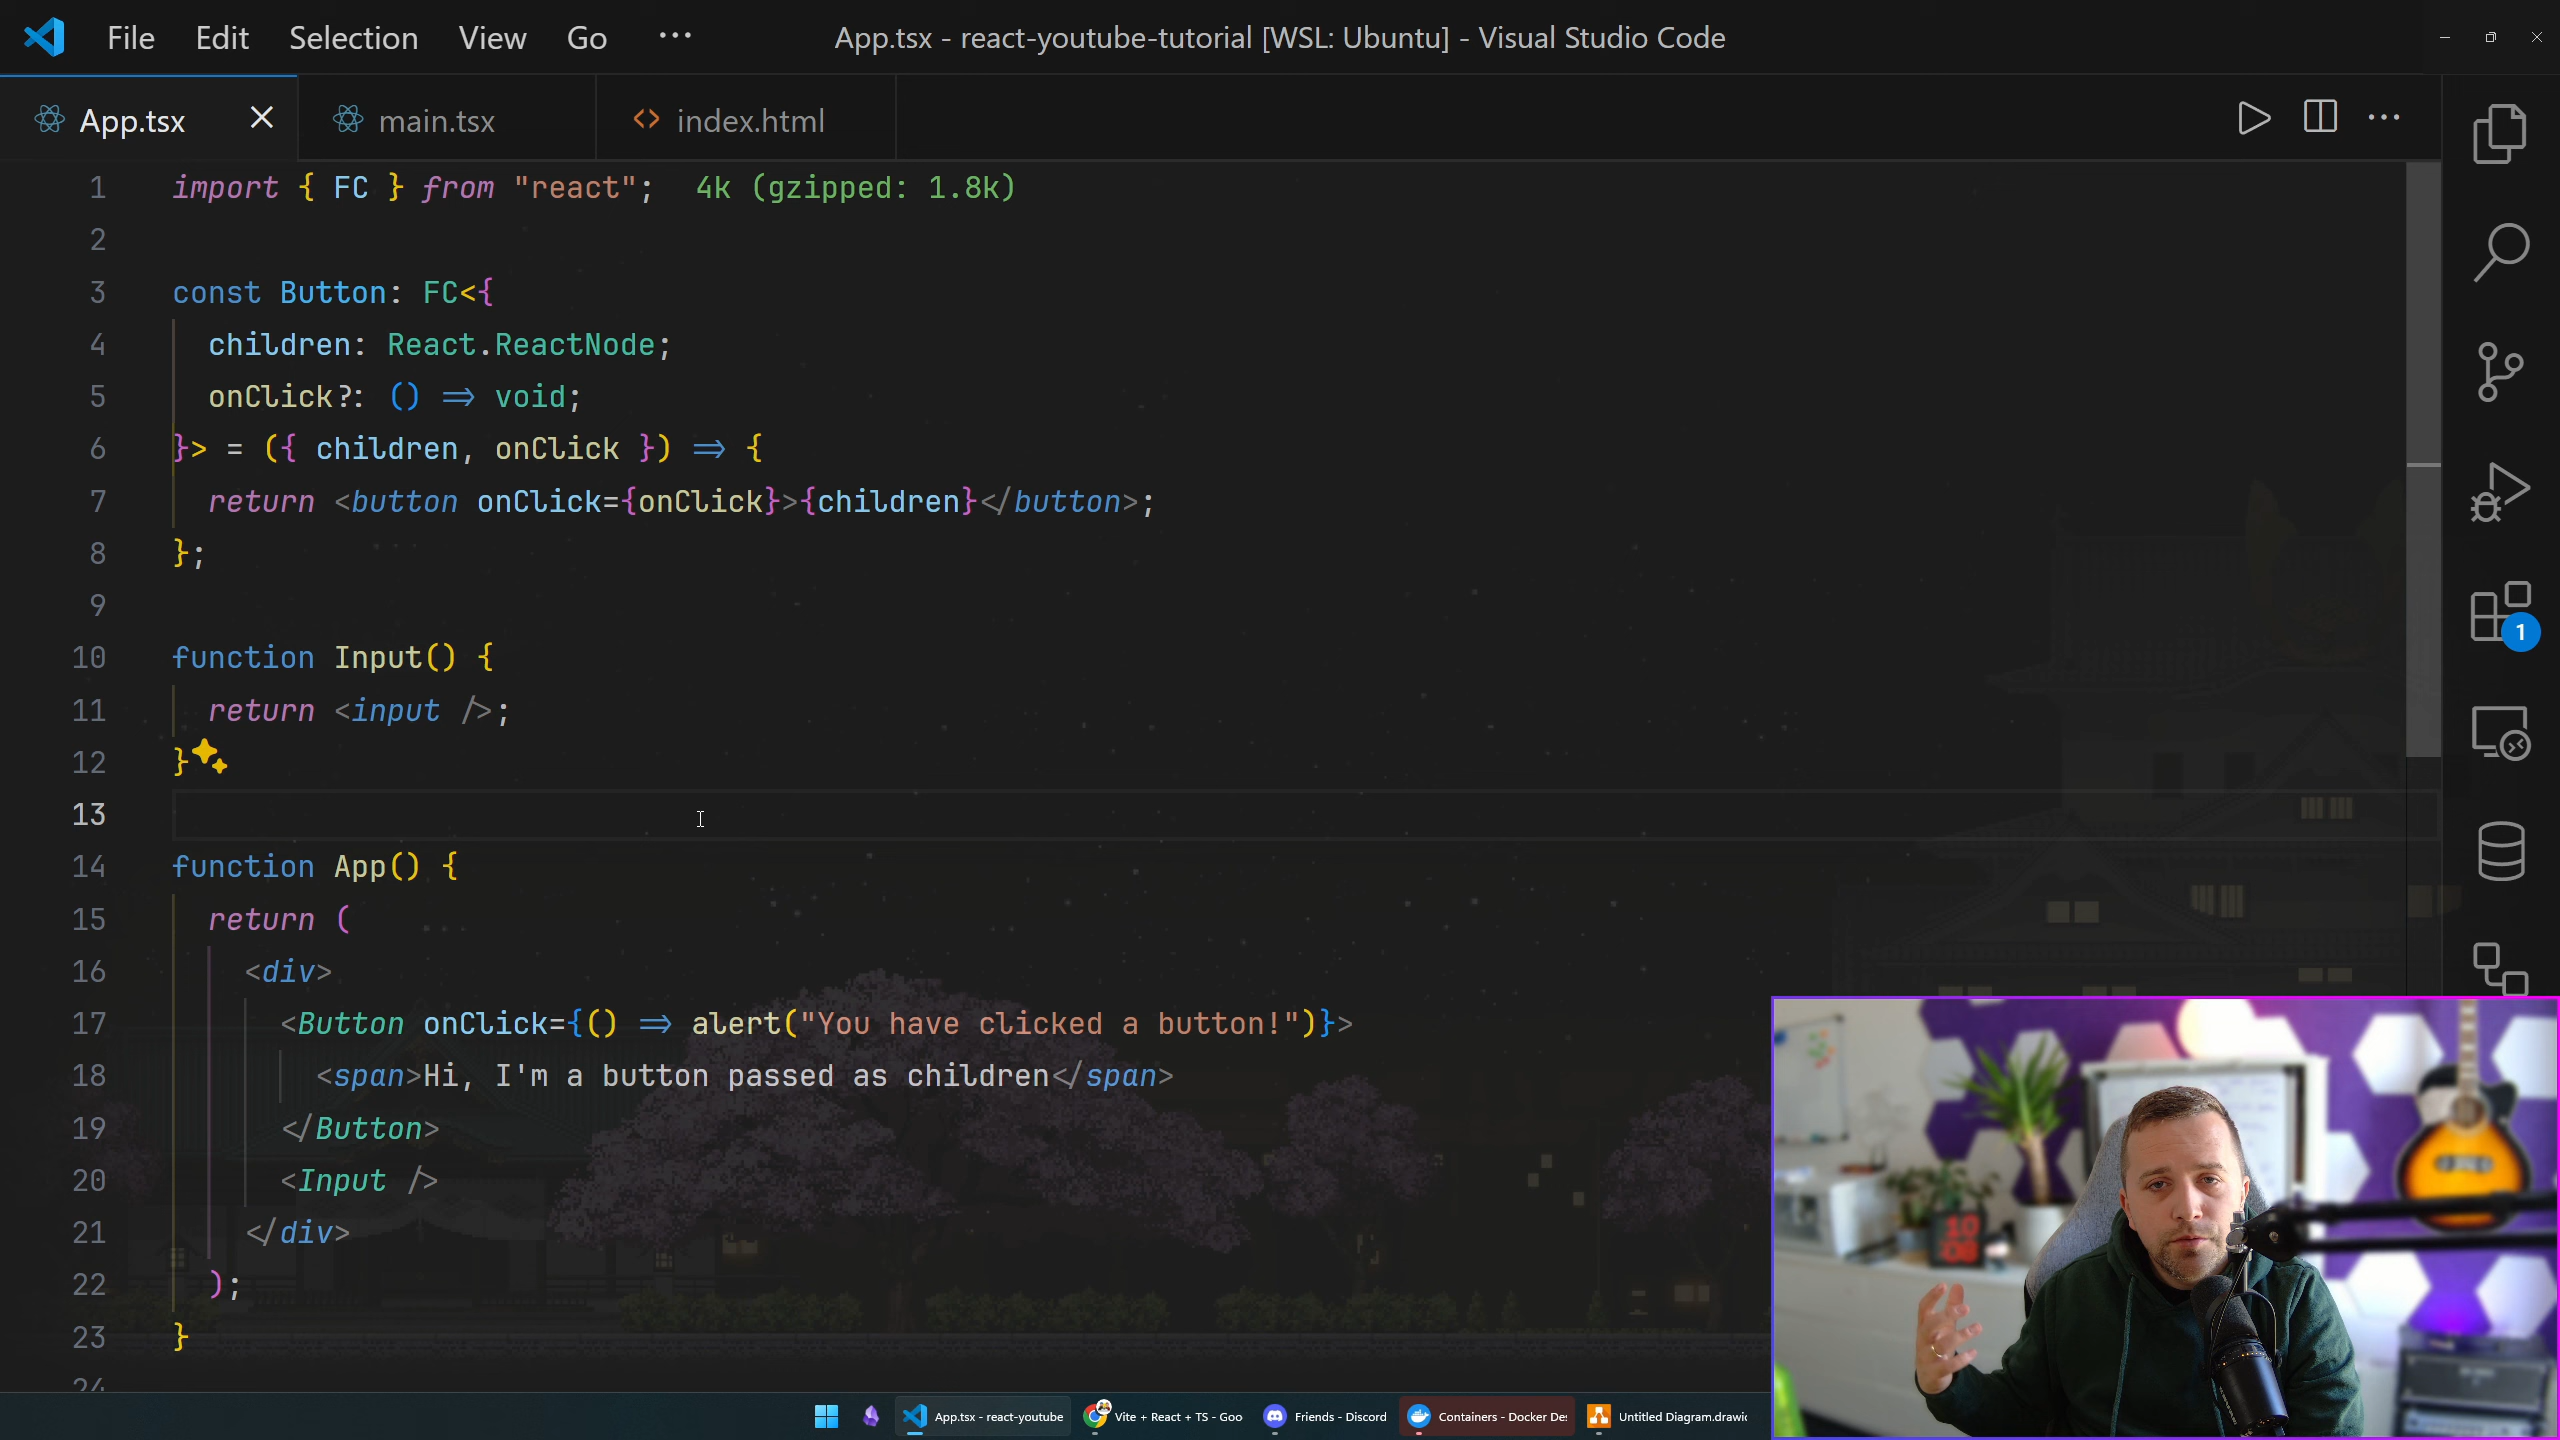 File Edit Selection View Go ··· App.tsx - react-youtube-tutorial [WSL: Ubuntu] - Visual Studio Code
App.tsx main.tsx <> index.html
1 import { FC } from "react"; 4k (gzipped: 1.8k)
2
3 const Button: FC<{
4 children: React.ReactNode;
5 onClick?: () => void;
6 }> = ({ children, onClick }) => {
7 return <button onClick={onClick}>{children}</button>;
8 };
9
10 function Input() {
11 return <input />;
12 }
13
14 function App() {
15 return (
16 <div>
17 <Button onClick={() => alert("You have clicked a button!")}>
18 <span>Hi, I'm a button passed as children</span>
19 </Button>
20 <Input />
21 </div>
22 );
23 }
24
1
10
08
App.tsx - react-youtube Vite + React + TS - Goo Friends - Discord Containers - Docker De Untitled Diagram.drawi